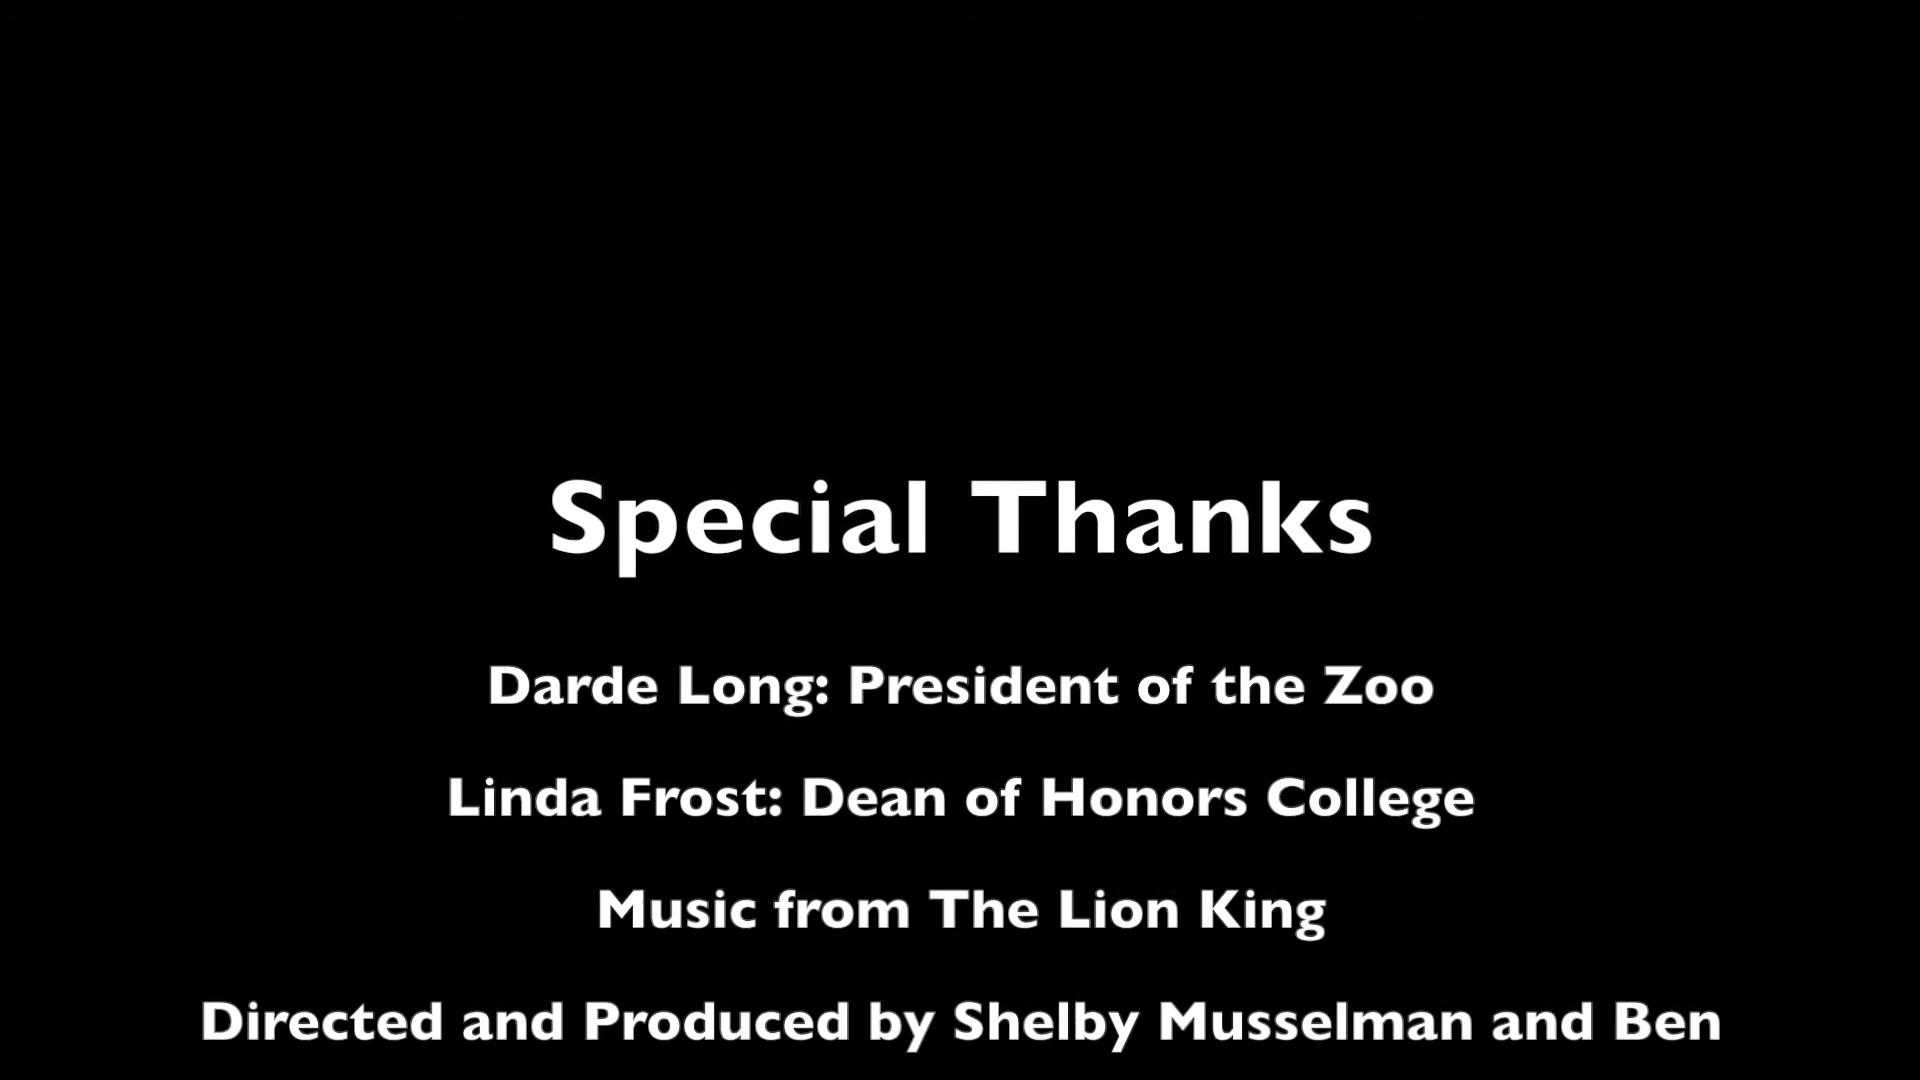 Special Thanks
Darde Long: President of the Zoo
Linda Frost: Dean of Honors College
Music from The Lion King
Directed and Produced by Shelby Musselman and Ben